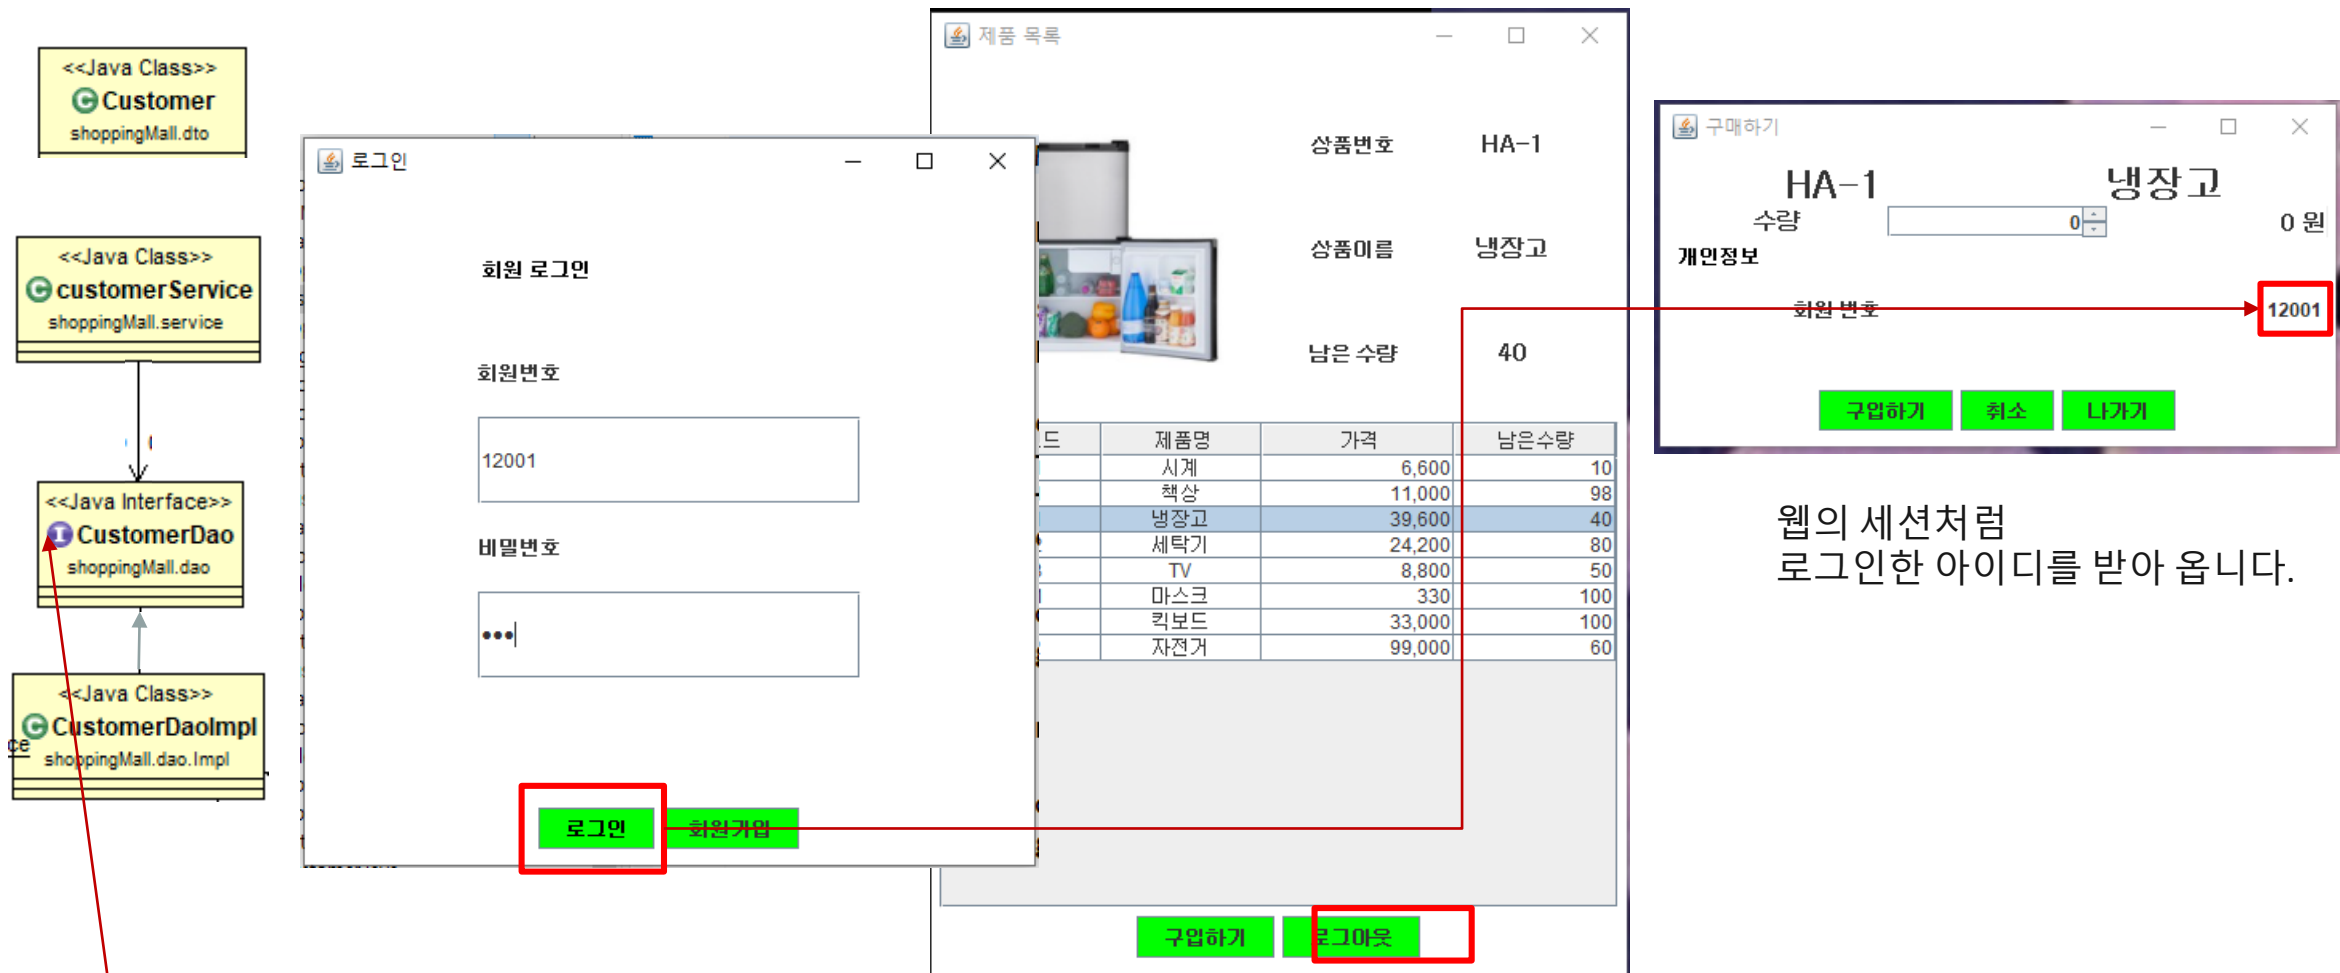 <<Java Class>>
Customer
shoppingMall.dto
<<Java Class>>
customerService
shoppingMall.service
<<Java Interface>>
CustomerDao
shoppingMall.dao
<<Java Class>>
CustomerDaoImpl
ce
shoppingMall.dao.Impl
로그인
회원 로그인
회원번호
12001
비밀번호
•••
로그인 회원가입
제품 목록
상품번호 HA-1
상품이름 냉장고
남은 수량 40
드 제품명 가격 남은수량
시계 6,600 10
책상 11,000 98
냉장고 39,600 40
세탁기 24,200 80
TV 8,800 50
마스크 330 100
킥보드 33,000 100
자전거 99,000 60
구입하기 로그아웃
구매하기
HA-1 냉장고
수량 0 0 원
개인정보
회원 번호 12001
구입하기 취소 나가기
웹의 세션처럼
로그인한 아이디를 받아 옵니다.